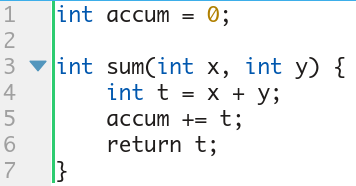 1 int accum = 0;
2
3 int sum(int x, int y) {
4     int t = x + y;
5     accum += t;
6     return t;
7 }